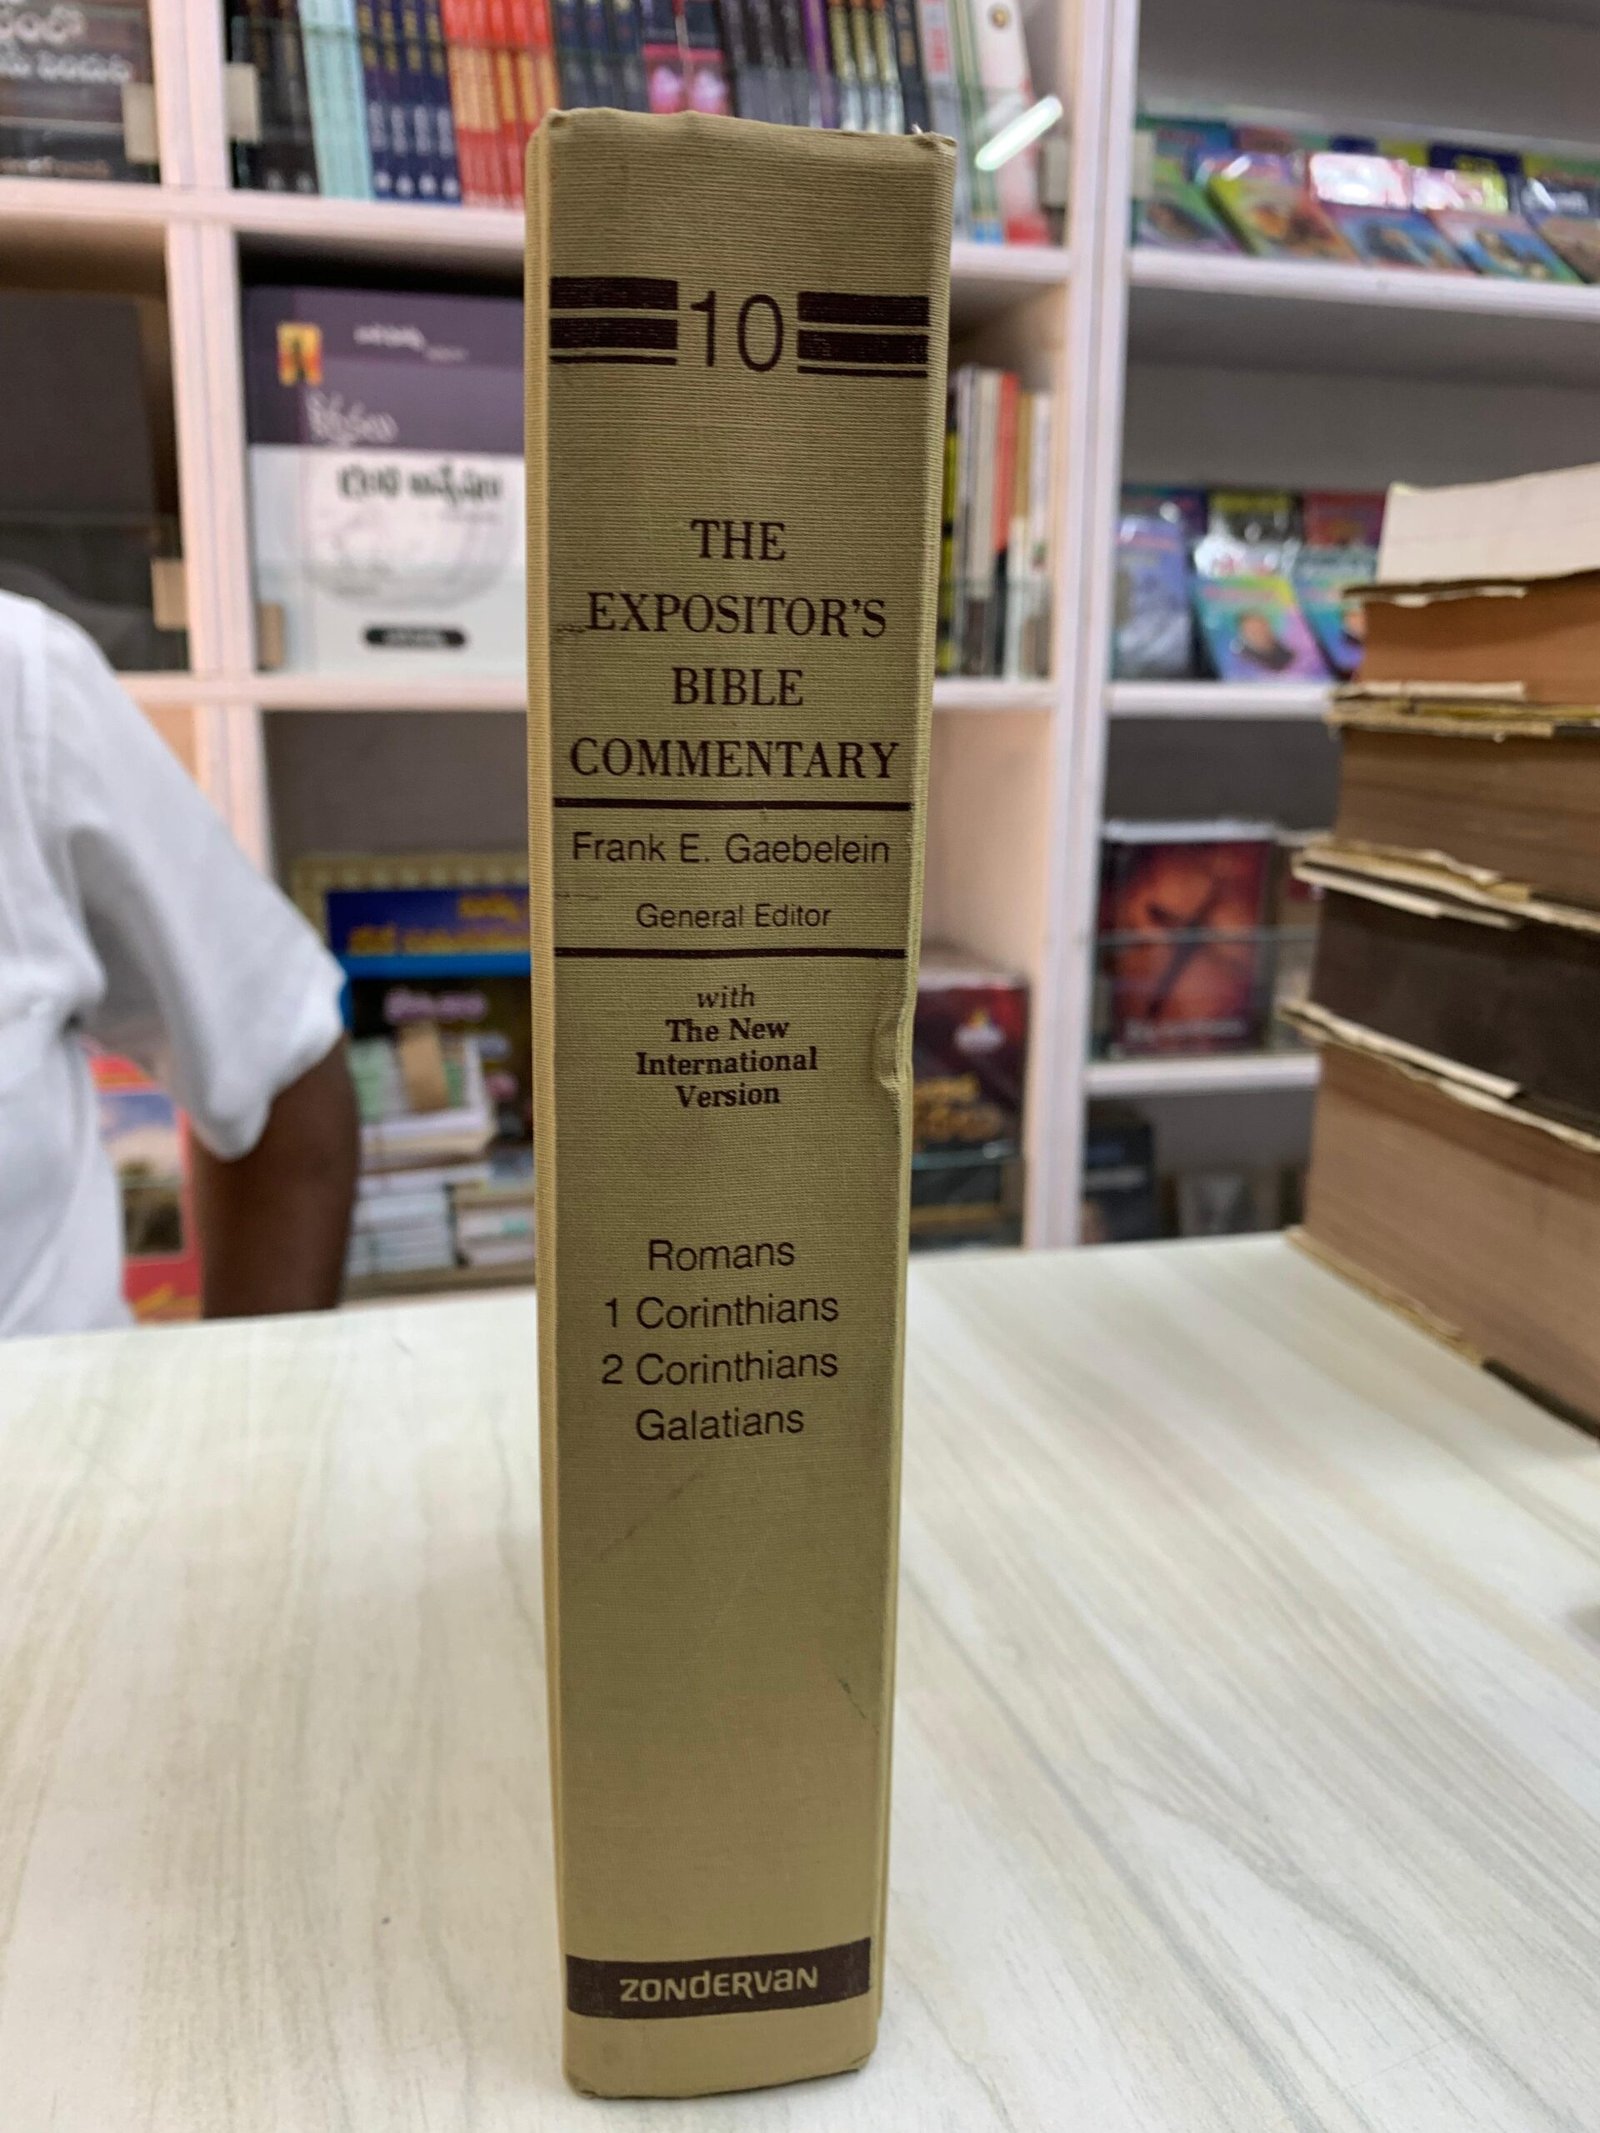 10
THE
EXPOSITOR'S
BIBLE
COMMENTARY
Frank E. Gaebelein
General Editor
with
The New
International
Version
Romans
1 Corinthians
2 Corinthians
Galatians
ZONDERVAN